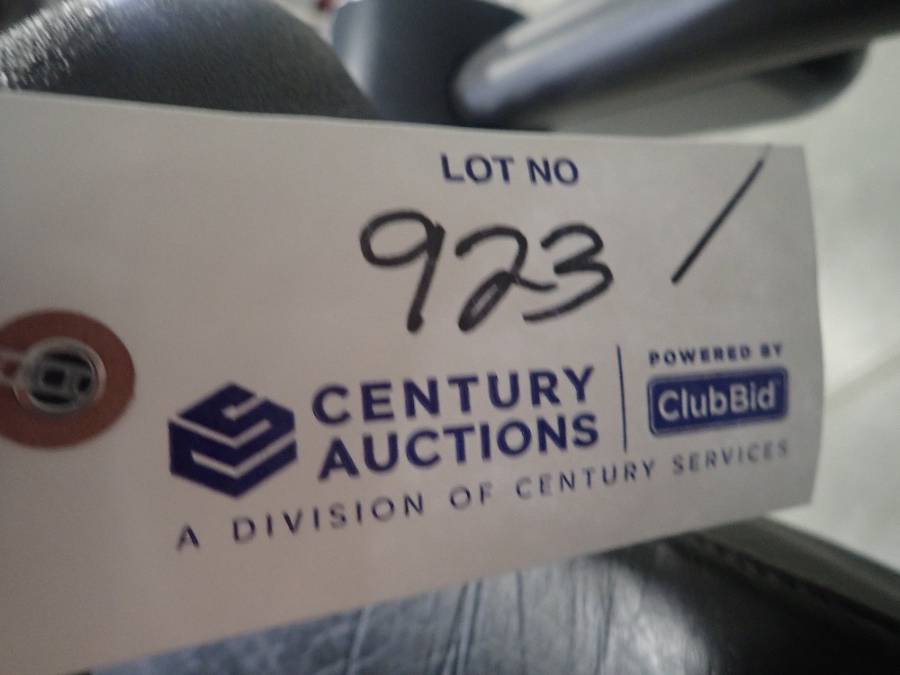 LOT NO
923 /
CENTURY
AUCTIONS
POWERED BY
ClubBid
A DIVISION OF CENTURY SERVICES